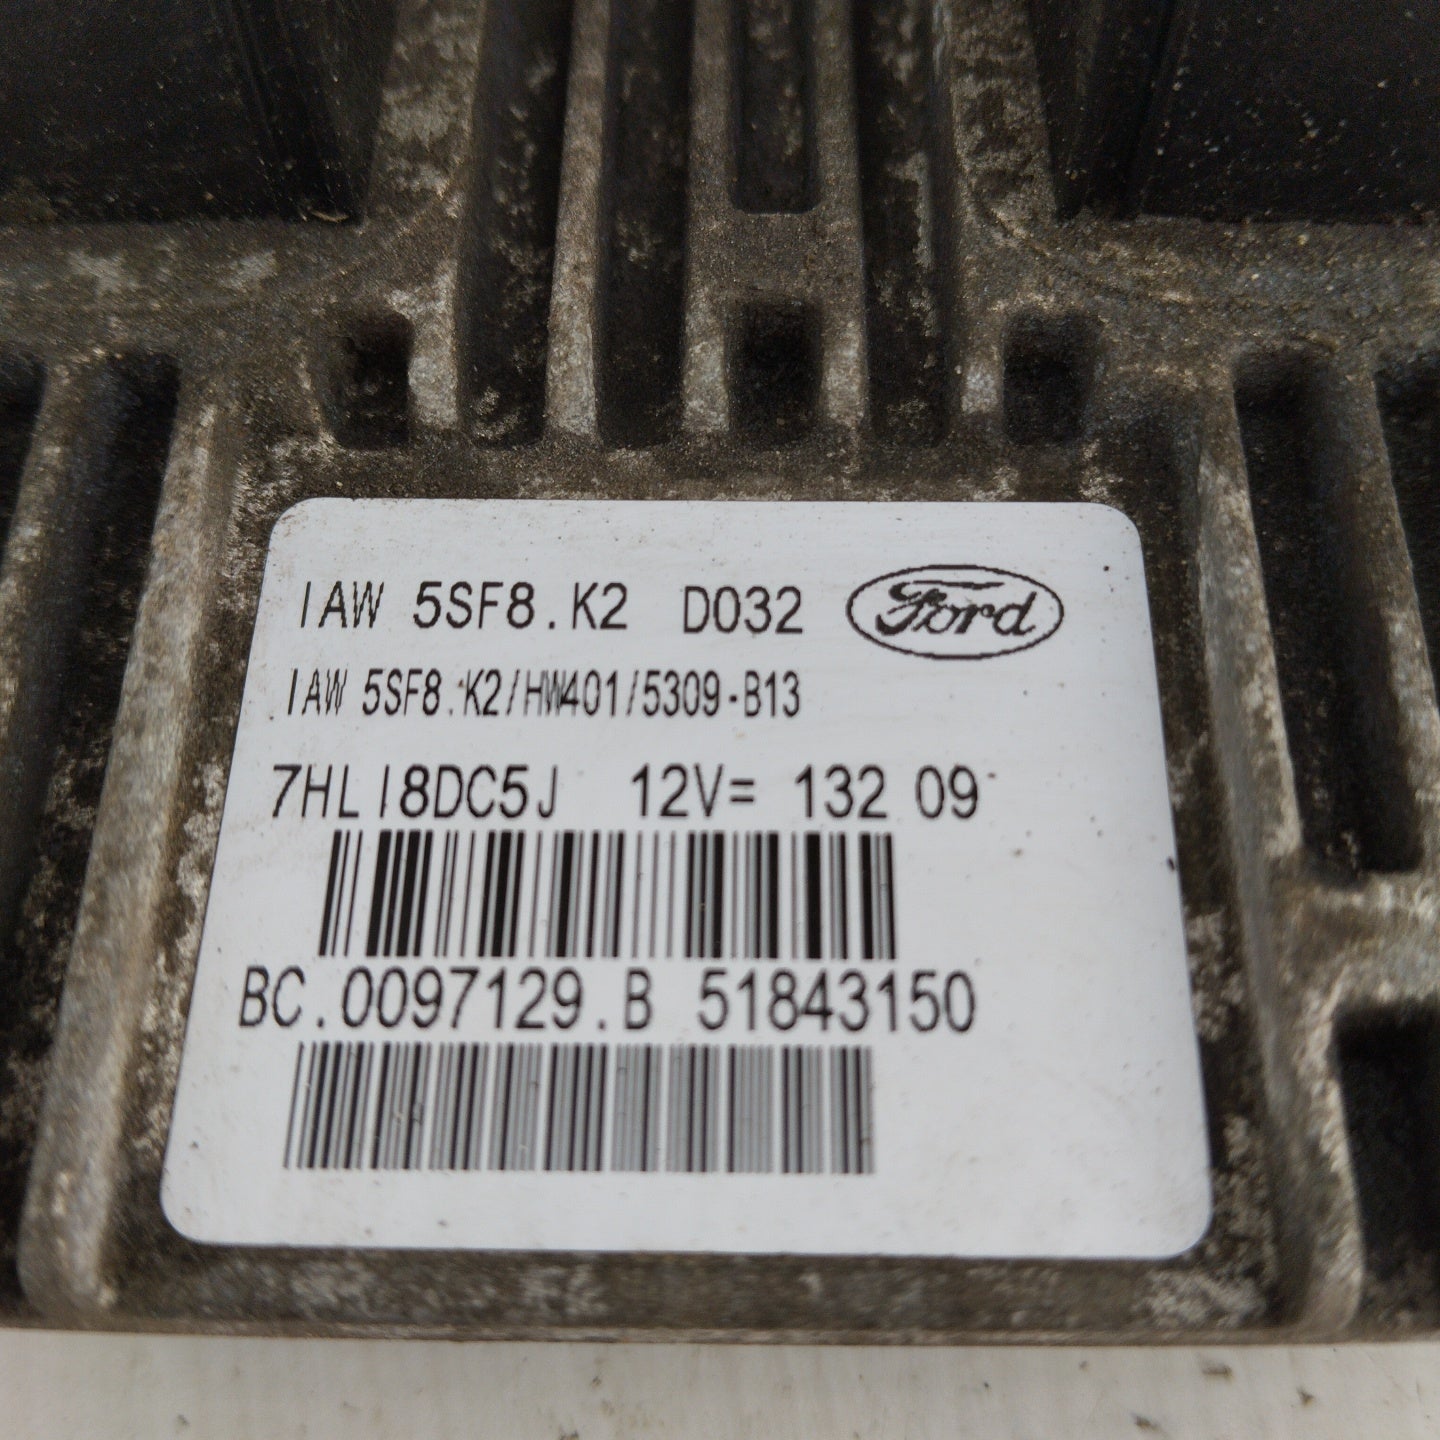 IAW 5SF8.K2 D032 Ford
IAW 5SF8.K2/HW401/5309-B13
7HLI8DC5J 12V= 132 09
BC.0097129.B 51843150